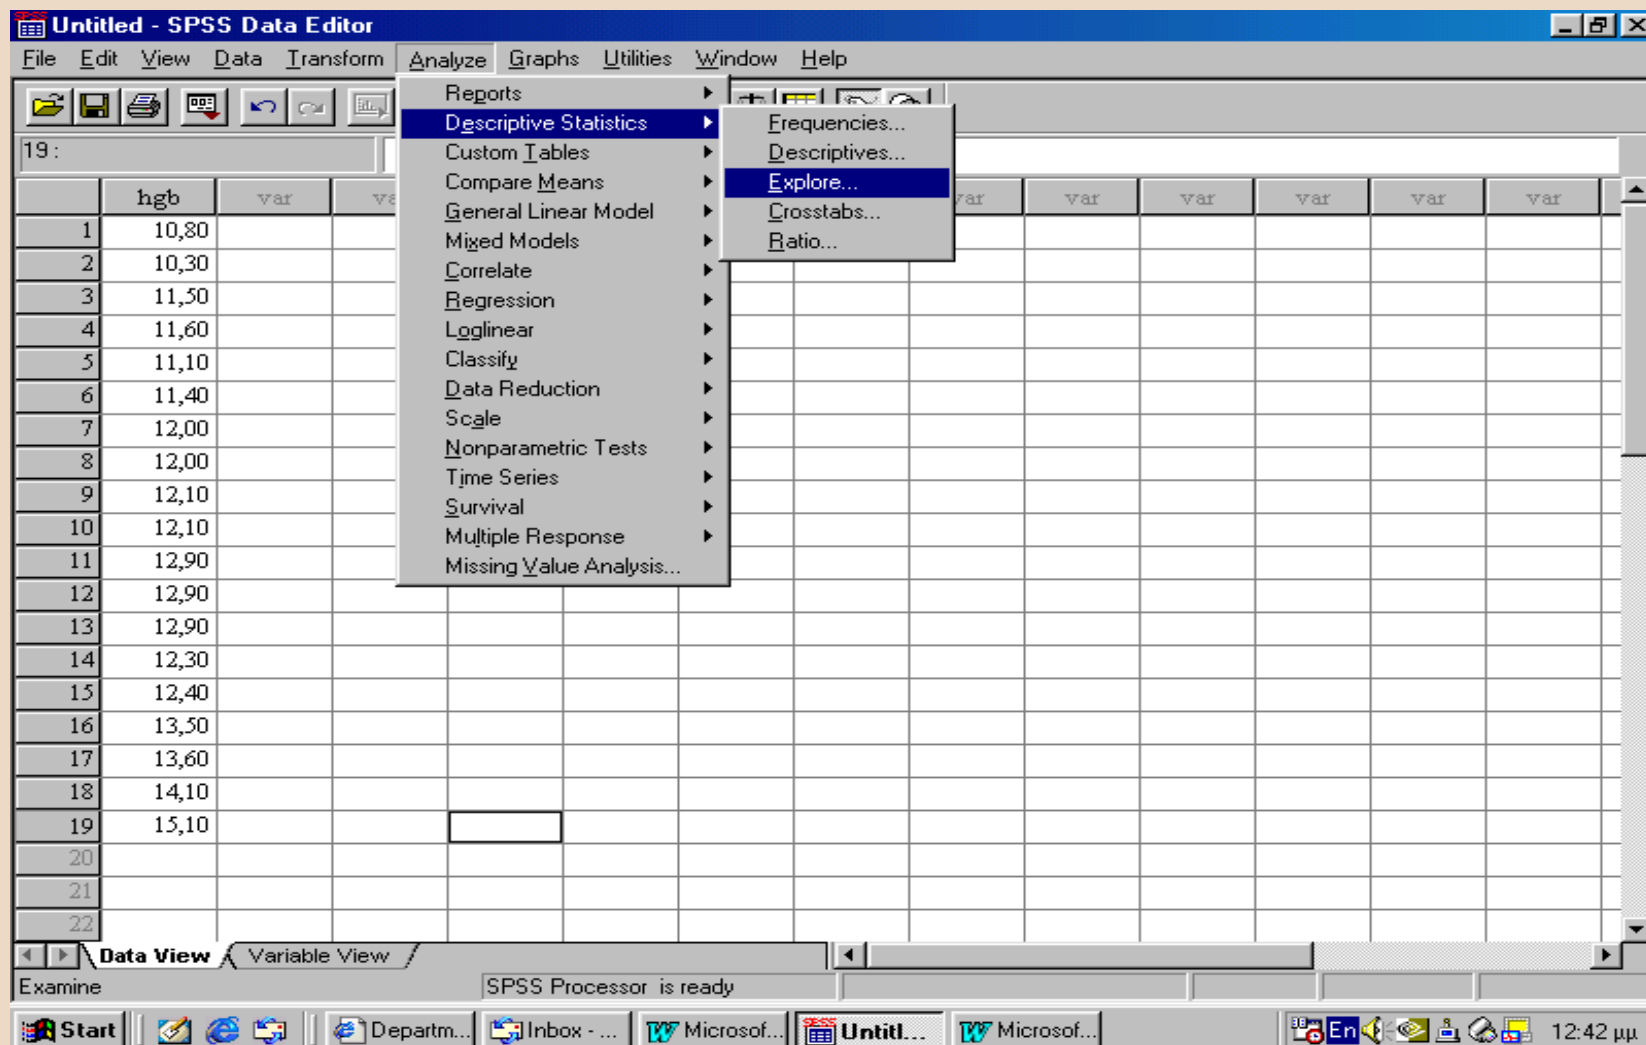 Untitled - SPSS Data Editor
File Edit View Data Transform Analyze Graphs Utilities Window Help
19 :
Reports
Descriptive Statistics
Custom Tables
Compare Means
General Linear Model
Mixed Models
Correlate
Regression
Loglinear
Classify
Data Reduction
Scale
Nonparametric Tests
Time Series
Survival
Multiple Response
Missing Value Analysis...
Frequencies...
Descriptives...
Explore...
Crosstabs...
Ratio...
hgb var va var var var var var var
1 10,80
2 10,30
3 11,50
4 11,60
5 11,10
6 11,40
7 12,00
8 12,00
9 12,10
10 12,10
11 12,90
12 12,90
13 12,90
14 12,30
15 12,40
16 13,50
17 13,60
18 14,10
19 15,10
20
21
22
Data View Variable View
Examine SPSS Processor is ready
Start Departm... Inbox - ... Microsof... Untitl... Microsof... En 12:42 μμ